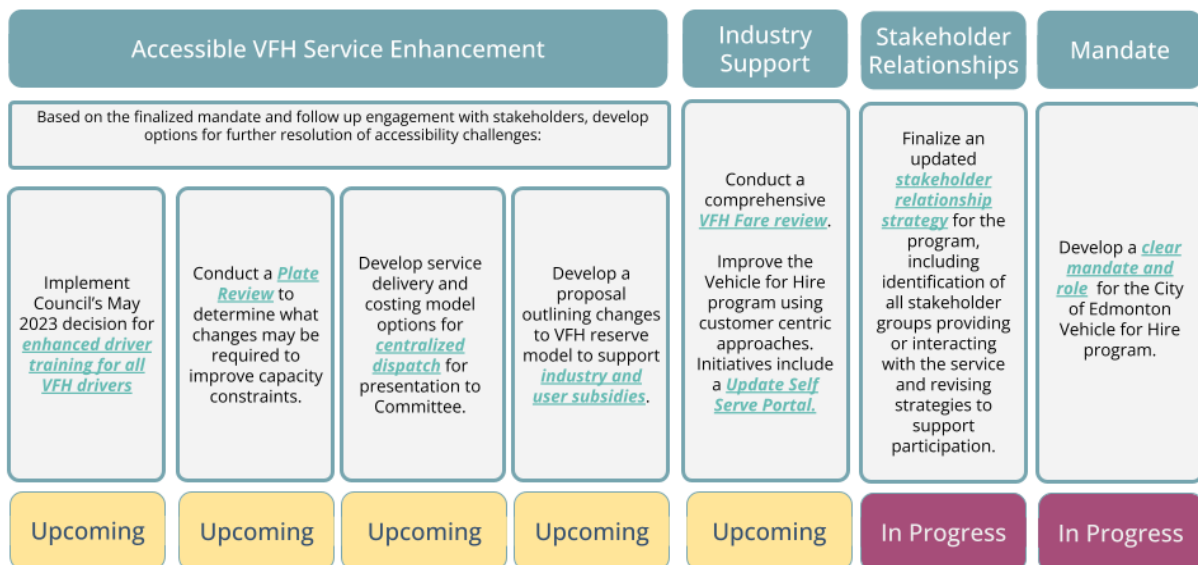 Accessible VFH Service Enhancement
Industry
Support
Stakeholder
Relationships
Mandate
Based on the finalized mandate and follow up engagement with stakeholders, develop
options for further resolution of accessibility challenges:
Implement
Council's May
2023 decision for
enhanced driver
training for all
VFH drivers
Conduct a Plate
Review to
determine what
changes may be
required to
improve capacity
constraints.
Develop service
delivery and
costing model
options for
centralized
dispatch for
presentation to
Committee.
Develop a
proposal
outlining changes
to VFH reserve
model to support
industry and
user subsidies.
Conduct a
comprehensive
VFH Fare review.
Improve the
Vehicle for Hire
program using
customer centric
approaches.
Initiatives include
a Update Self
Serve Portal.
Finalize an
updated
stakeholder
relationship
strategy for the
program,
including
identification of
all stakeholder
groups providing
or interacting
with the service
and revising
strategies to
support
participation.
Develop a clear
mandate and
role for the City
of Edmonton
Vehicle for Hire
program.
Upcoming
Upcoming
Upcoming
Upcoming
Upcoming
In Progress
In Progress